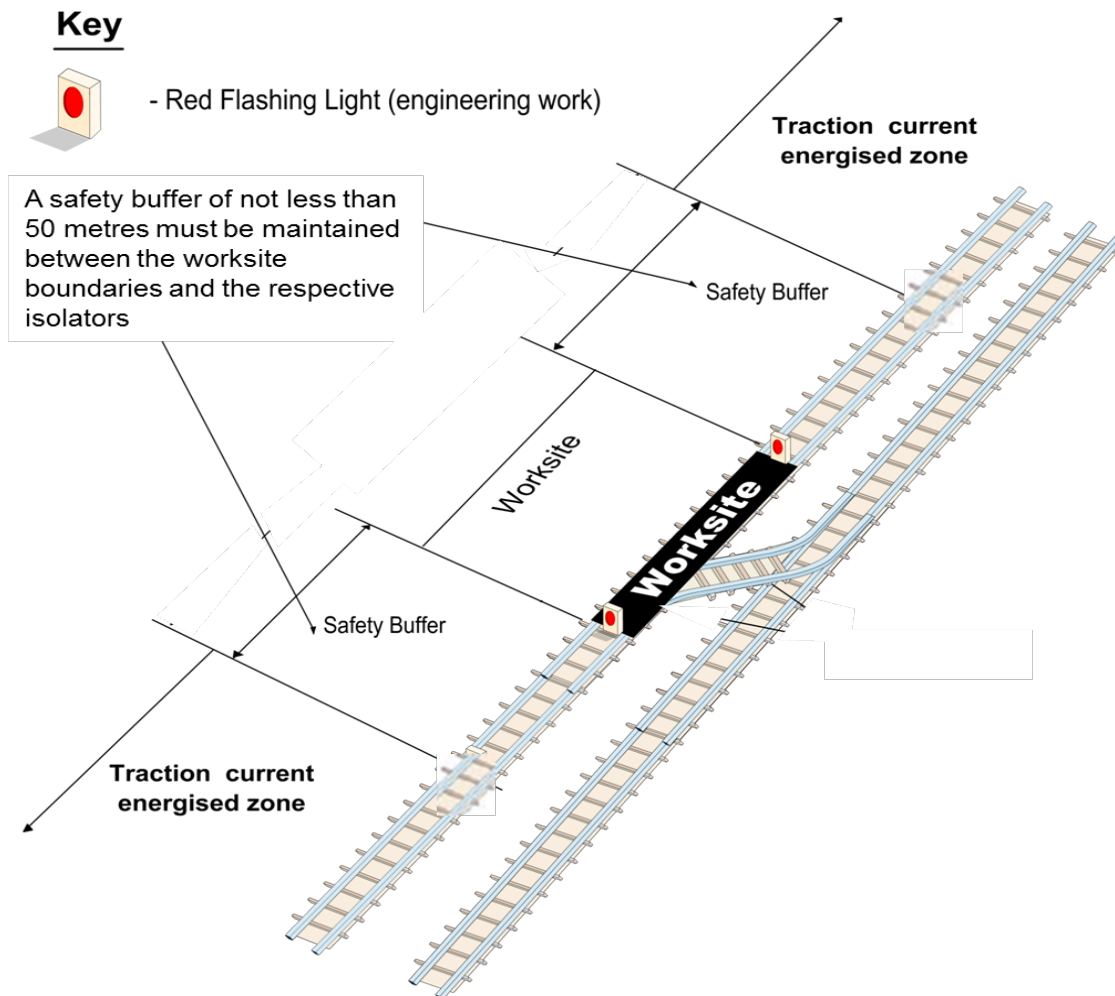 Key
- Red Flashing Light (engineering work)
Traction current
energised zone
A safety buffer of not less than
50 metres must be maintained
between the worksite
boundaries and the respective
isolators
Safety Buffer
Worksite
Worksite
Safety Buffer
Traction current
energised zone